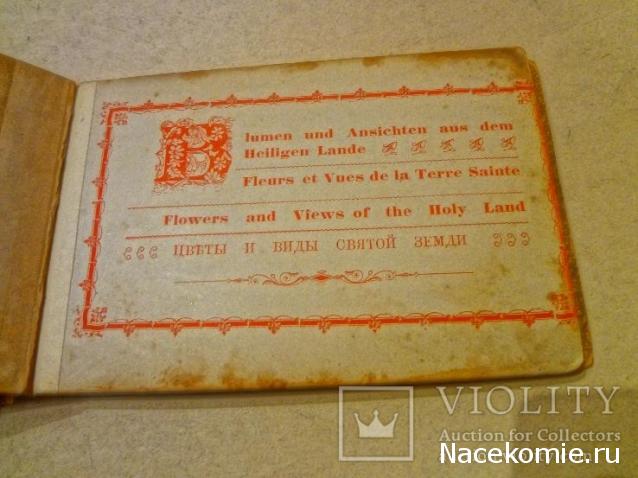 Blumen und Ansichten aus dem
Heiligen Lande
Fleurs et Vues de la Terre Sainte
Flowers and Views of the Holy Land
ЦВѢТЫ И ВИДЫ СВЯТОЙ ЗЕМДИ
VIOLITY
Auction for Collectors
Nacekomie.ru